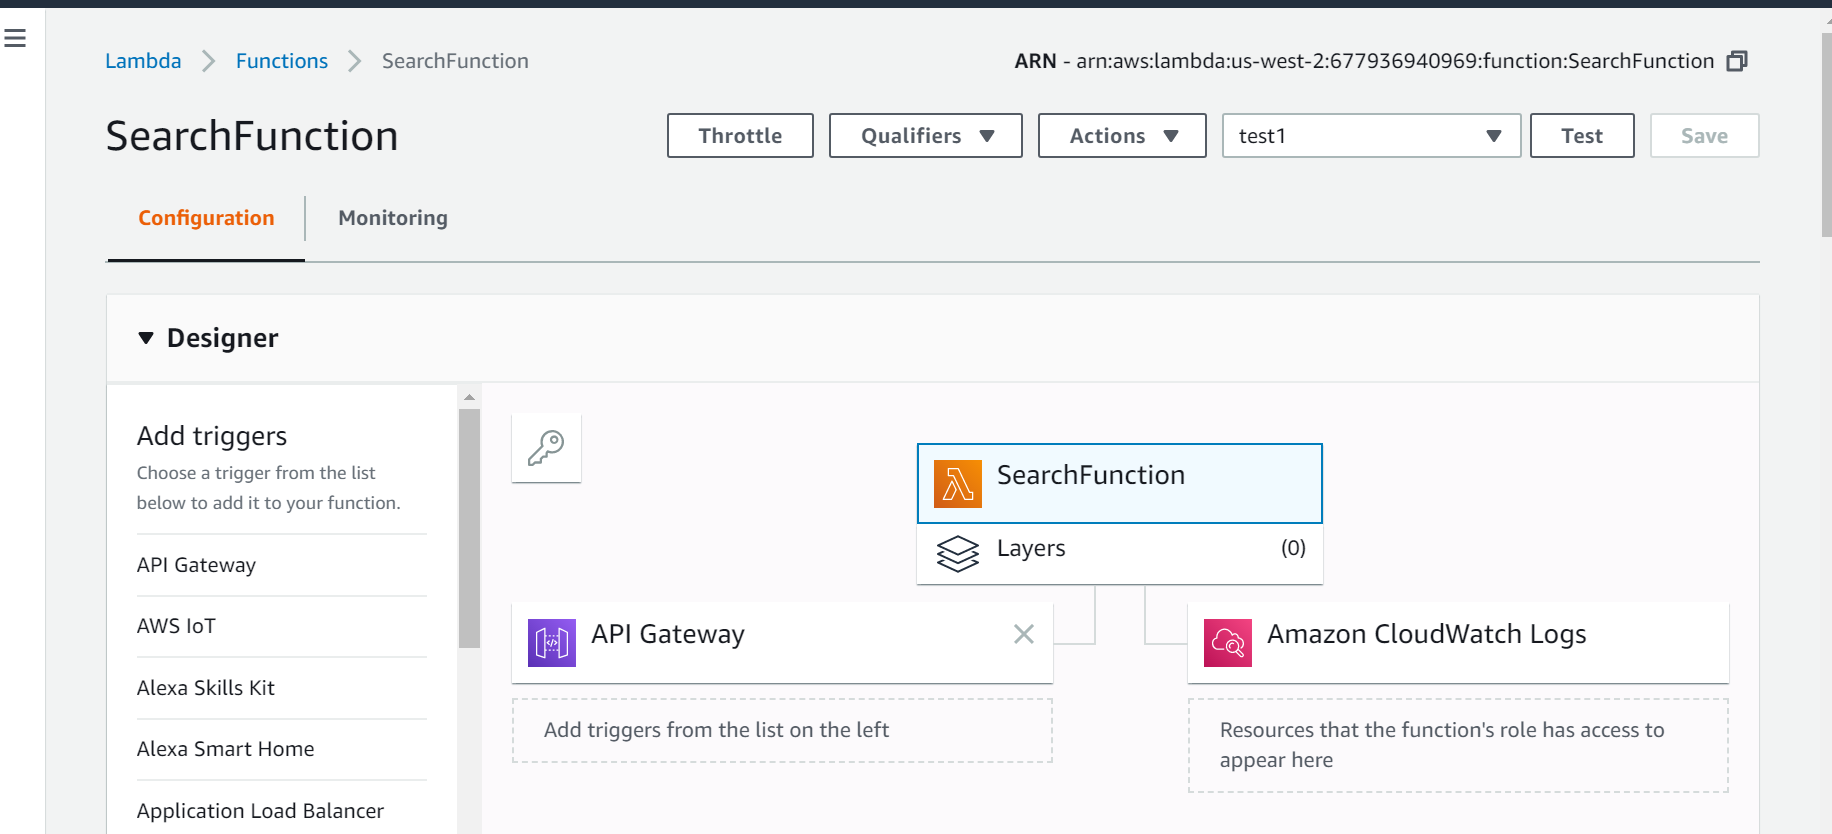 Lambda > Functions > SearchFunction
ARN - arn:aws:lambda:us-west-2:677936940969:function:SearchFunction
SearchFunction
Throttle
Qualifiers
Actions
test1
Test
Save
Configuration
Monitoring
Designer
Add triggers
Choose a trigger from the list
below to add it to your function.
API Gateway
AWS IoT
Alexa Skills Kit
Alexa Smart Home
Application Load Balancer
SearchFunction
Layers (0)
API Gateway
Add triggers from the list on the left
Amazon CloudWatch Logs
Resources that the function's role has access to
appear here